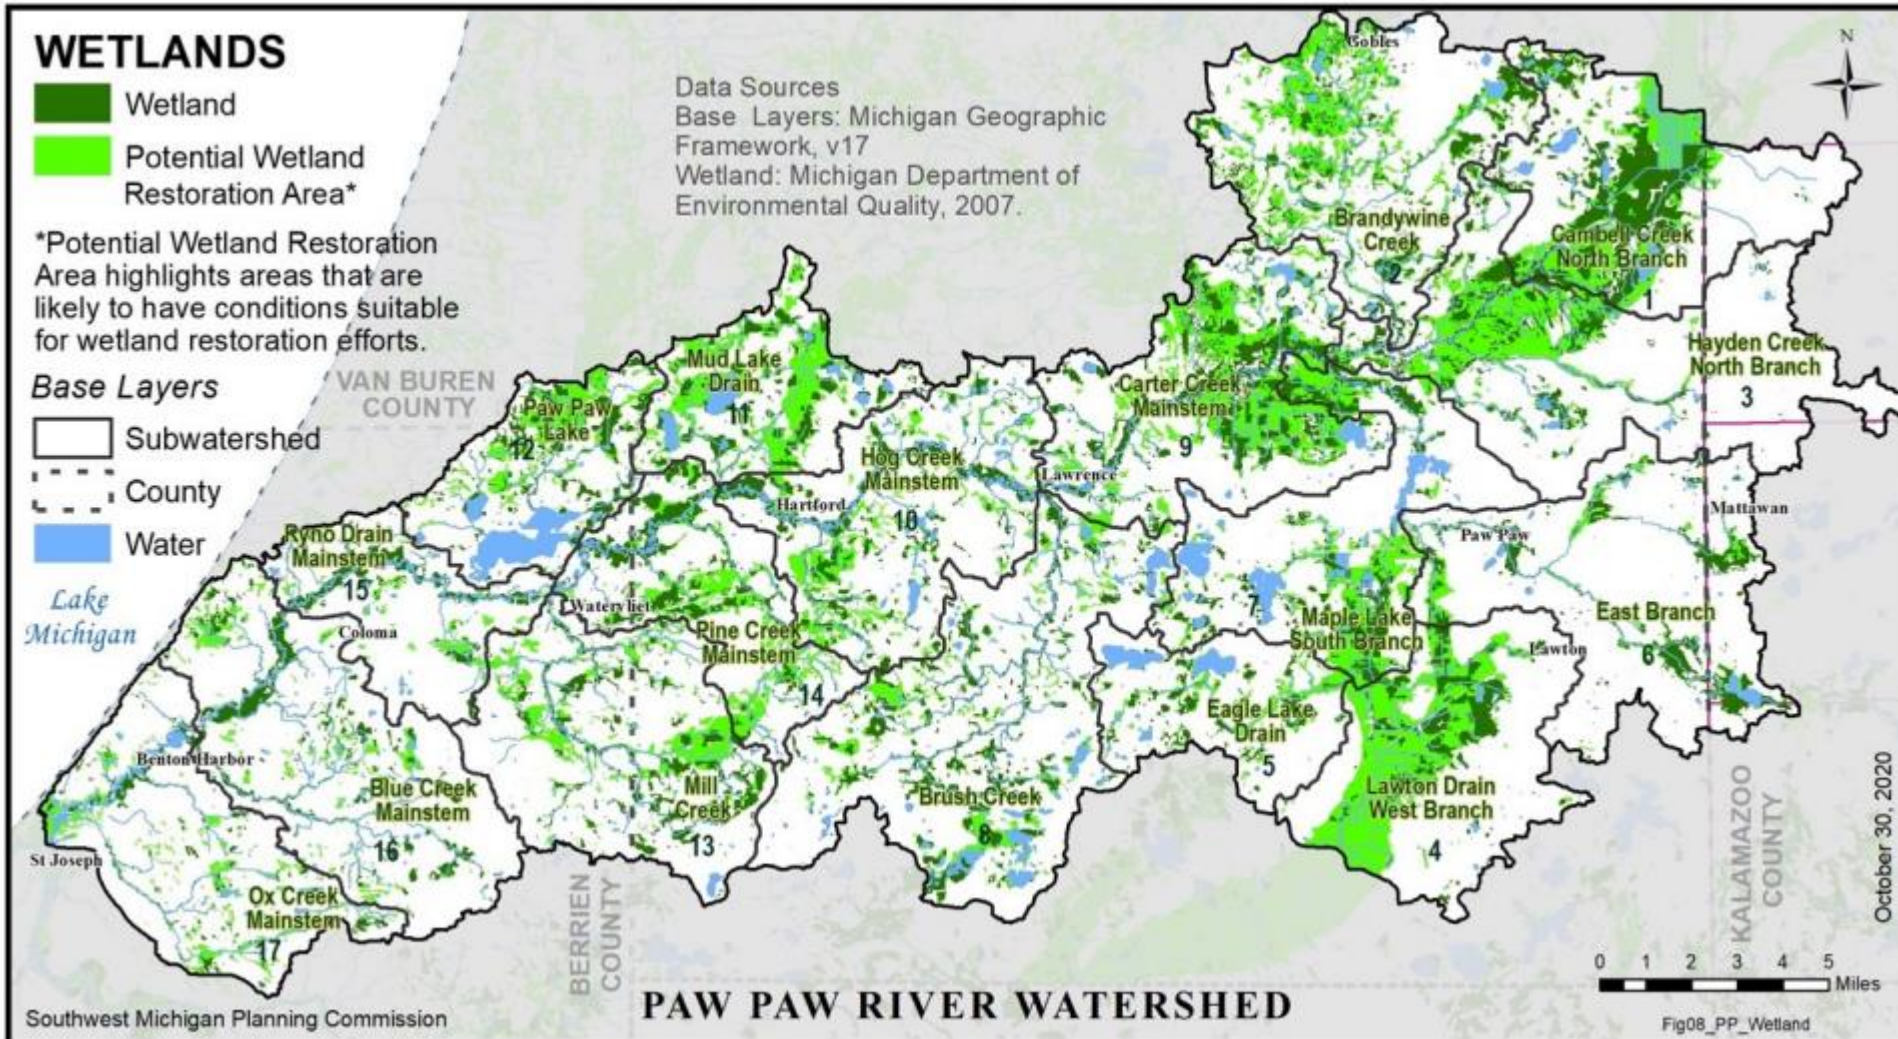 WETLANDS
Wetland
Potential Wetland
Restoration Area*
*Potential Wetland Restoration
Area highlights areas that are
likely to have conditions suitable
for wetland restoration efforts.
Base Layers
Subwatershed
County
Water
Lake
Michigan
Data Sources
Base Layers: Michigan Geographic
Framework, v17
Wetland: Michigan Department of
Environmental Quality, 2007.
N
VAN BUREN
COUNTY
Gobles
Brandywine
Creek
2
Cambell Creek
North Branch
1
Hayden Creek
North Branch
3
Mud Lake
Drain
11
Paw Paw
Lake
12
Carter Creek
Mainstem
9
Hog Creek
Mainstem
10
Lawrence
Hartford
Mattawan
Paw Paw
Ryno Drain
Mainstem
15
Watervliet
Coloma
Pine Creek
Mainstem
14
7
Maple Lake
South Branch
East Branch
6
Lawton
Eagle Lake
Drain
5
Benton Harbor
Blue Creek
Mainstem
16
Mill
Creek
13
Brush Creek
8
Lawton Drain
West Branch
4
St Joseph
Ox Creek
Mainstem
17
BERRIEN
COUNTY
KALAMAZOO
COUNTY
October 30, 2020
0 1 2 3 4 5
Miles
PAW PAW RIVER WATERSHED
Southwest Michigan Planning Commission
Fig08_PP_Wetland